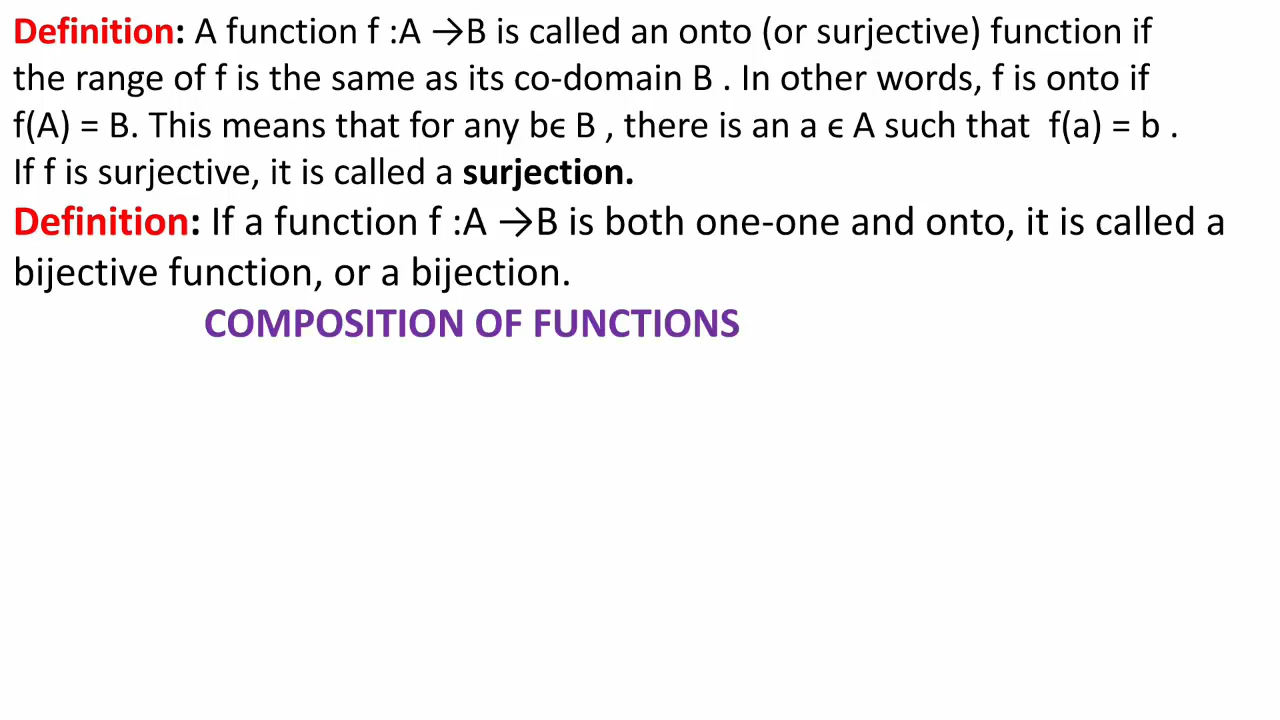 Definition: A function f :A →B is called an onto (or surjective) function if
the range of f is the same as its co-domain B . In other words, f is onto if
f(A) = B. This means that for any bϵ B , there is an a ϵ A such that  f(a) = b .
If f is surjective, it is called a surjection.
Definition: If a function f :A →B is both one-one and onto, it is called a
bijective function, or a bijection.
COMPOSITION OF FUNCTIONS